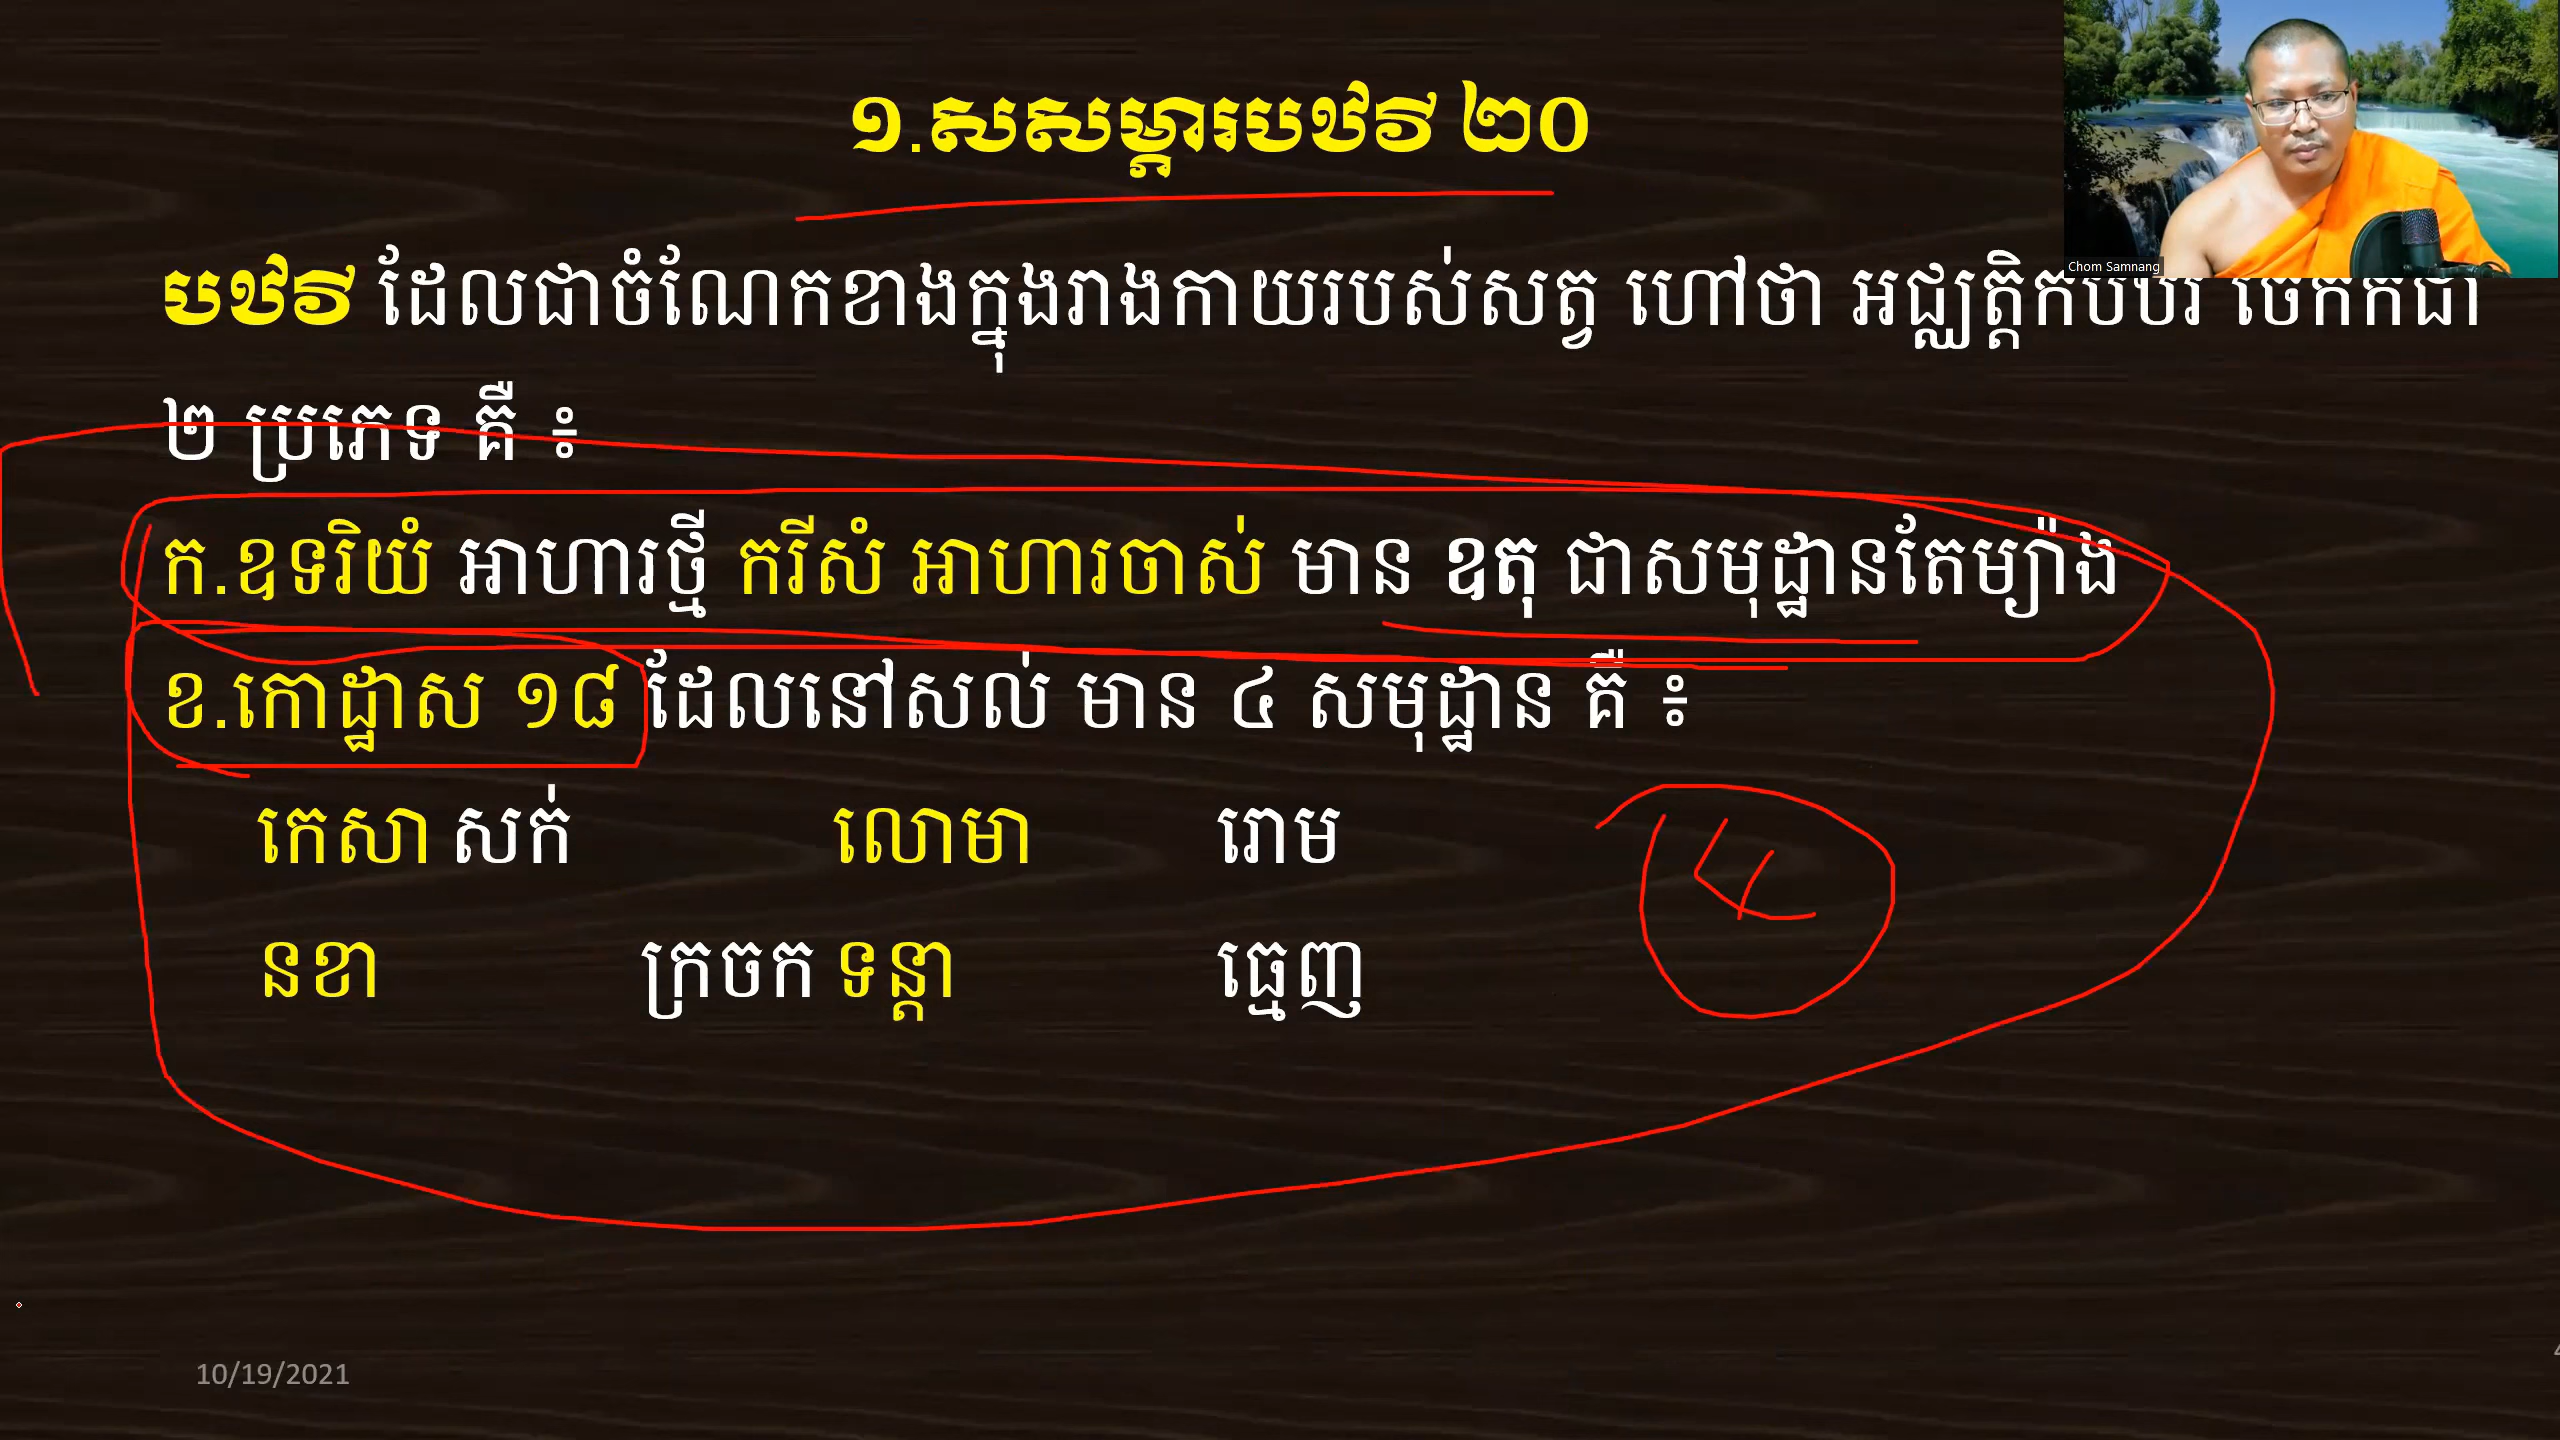 ១.សសម្ភារបឋវី ២០
Chom Samnang
បឋវី ដែលជាចំណែកខាងក្នុងរាងកាយរបស់សត្វ ហៅថា អជ្ឈត្តិកបឋវី ចែកកជា
២ ប្រភេទ គឺ ៖
ក.ឧទរិយំ អាហារថ្មី ករីសំ អាហារចាស់ មាន ឧតុ ជាសមុដ្ឋានតែម្យ៉ាង
ខ.កោដ្ឋាស ១៨ ដែលនៅសល់ មាន ៤ សមុដ្ឋាន គឺ ៖
កេសា សក់ លោមា រោម
នខា ក្រចក ទន្តា ធ្មេញ
10/19/2021